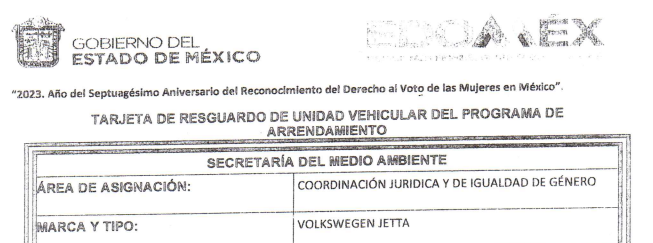 GOBIERNO DEL
ESTADO DE MÉXICO
EDOMÉX
"2023. Año del Septuagésimo Aniversario del Reconocimiento del Derecho al Voto de las Mujeres en México".
TARJETA DE RESGUARDO DE UNIDAD VEHICULAR DEL PROGRAMA DE
ARRENDAMIENTO
SECRETARÍA DEL MEDIO AMBIENTE
ÁREA DE ASIGNACIÓN: COORDINACIÓN JURIDICA Y DE IGUALDAD DE GÉNERO
MARCA Y TIPO: VOLKSWEGEN JETTA